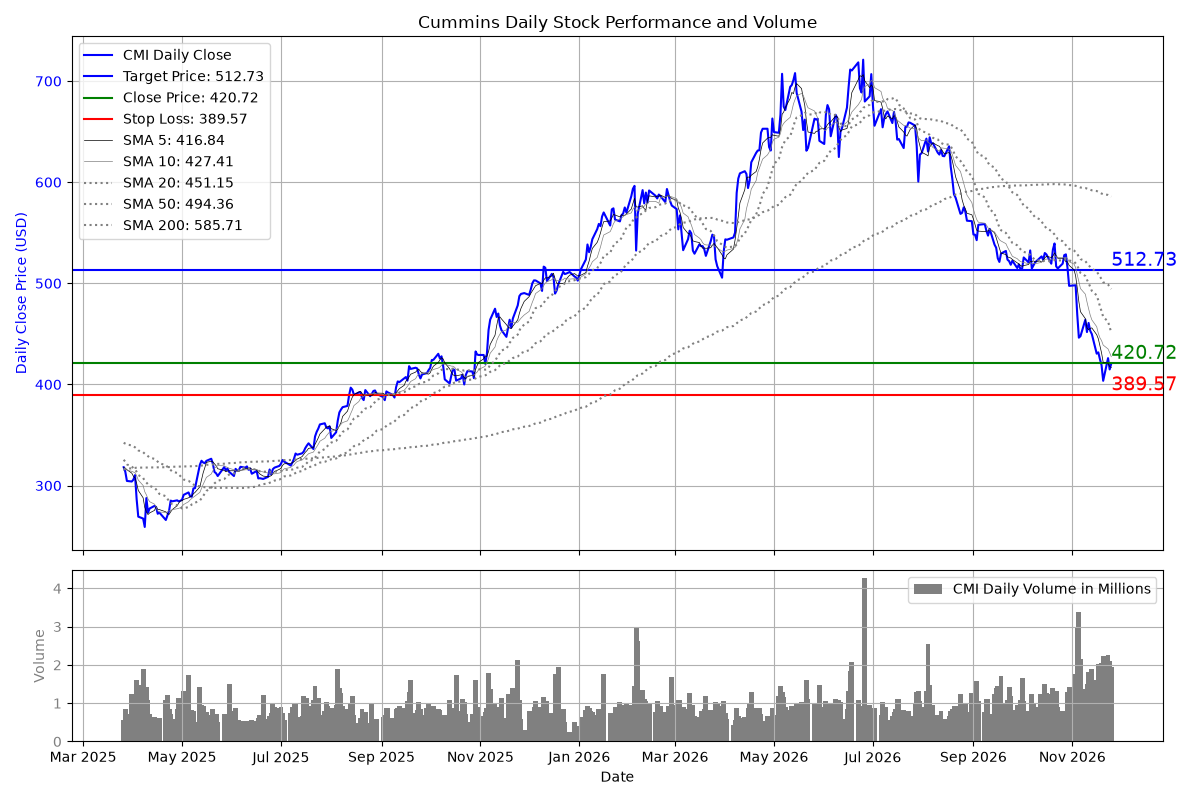 Cummins Daily Stock Performance and Volume
CMI Daily Close
Target Price: 512.73
Close Price: 420.72
Stop Loss: 389.57
SMA 5: 416.84
SMA 10: 427.41
SMA 20: 451.15
SMA 50: 494.36
SMA 200: 585.71
700
600
500
400
300
Daily Close Price (USD)
512.73
420.72
389.57
CMI Daily Volume in Millions
4
3
2
1
0
Volume
Mar 2025 May 2025 Jul 2025 Sep 2025 Nov 2025 Jan 2026 Mar 2026 May 2026 Jul 2026 Sep 2026 Nov 2026
Date